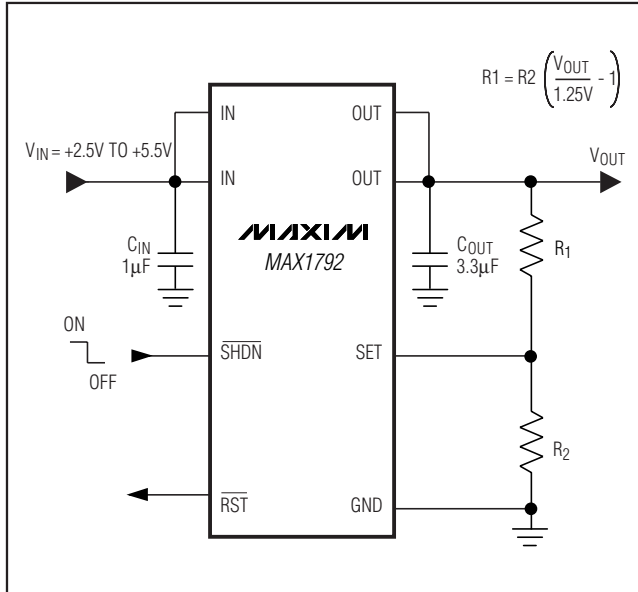 R1 = R2 (VOUT / 1.25V - 1)
IN OUT
VIN = +2.5V TO +5.5V
VOUT
IN OUT
MAXIM
MAX1792
CIN
1µF
COUT
3.3µF
R1
ON
OFF
SHDN SET
R2
RST GND